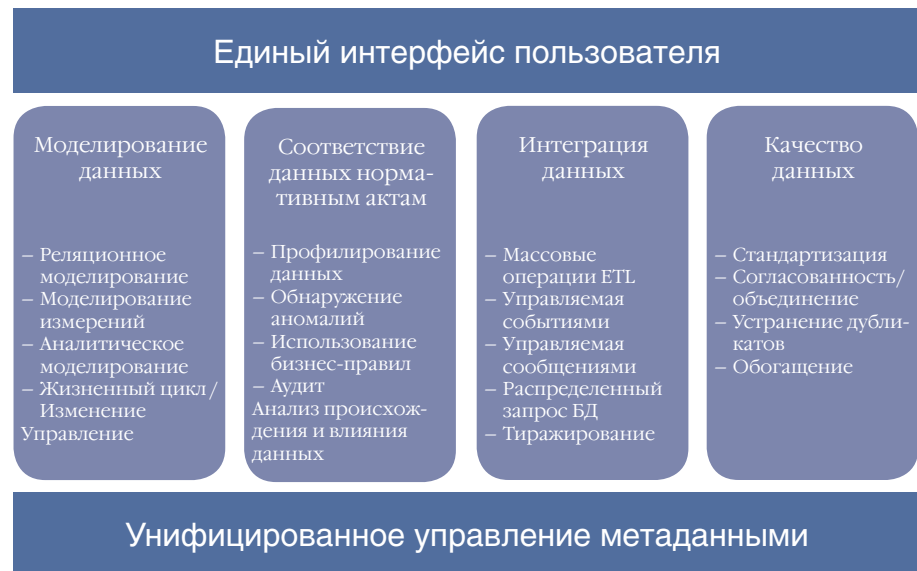 Единый интерфейс пользователя
Моделирование
данных
– Реляционное
моделирование
– Моделирование
измерений
– Аналитическое
моделирование
– Жизненный цикл/
Изменение
Управление
Соответствие
данных норма-
тивным актам
– Профилирование
данных
– Обнаружение
аномалий
– Использование
бизнес-правил
– Аудит
Анализ происхож-
дения и влияния
данных
Интеграция
данных
– Массовые
операции ETL
– Управляемая
событиями
– Управляемая
сообщениями
– Распределенный
запрос БД
– Тиражирование
Качество
данных
– Стандартизация
– Согласованность/
объединение
– Устранение дубли-
катов
– Обогащение
Унифицированное управление метаданными